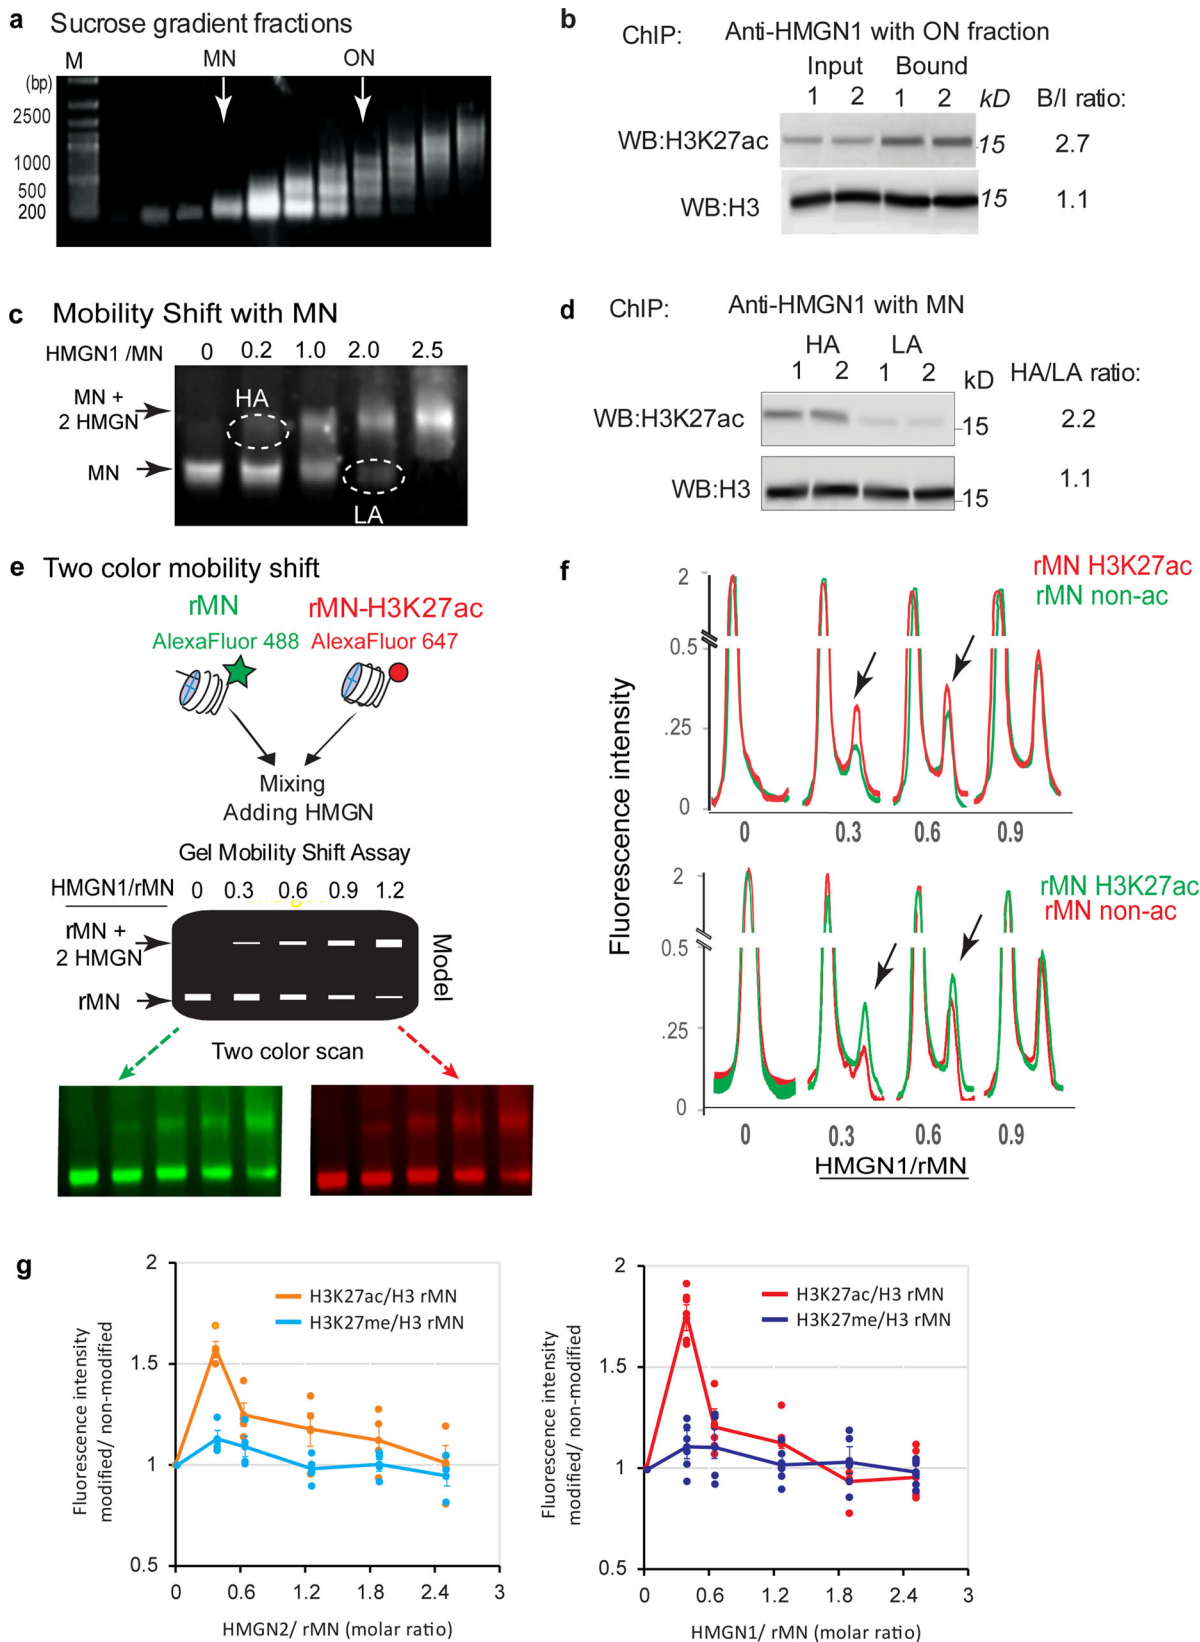 a Sucrose gradient fractions
M MN ON
(bp)
2500
1000
500
200
b ChIP: Anti-HMGN1 with ON fraction
Input Bound
1 2 1 2 kD B/I ratio:
WB:H3K27ac 15 2.7
WB:H3 15 1.1
c Mobility Shift with MN
HMGN1 /MN 0 0.2 1.0 2.0 2.5
MN +
2 HMGN
HA
MN
LA
d ChIP: Anti-HMGN1 with MN
HA LA
1 2 1 2 kD HA/LA ratio:
WB:H3K27ac 15 2.2
WB:H3 15 1.1
e Two color mobility shift
rMN rMN-H3K27ac
AlexaFluor 488 AlexaFluor 647
Mixing
Adding HMGN
Gel Mobility Shift Assay
HMGN1/rMN 0 0.3 0.6 0.9 1.2
rMN +
2 HMGN
rMN
Model
Two color scan
f
rMN H3K27ac
rMN non-ac
Fluorescence intensity
2
0.5
.25
0
0 0.3 0.6 0.9
rMN H3K27ac
rMN non-ac
2
0.5
.25
0
0 0.3 0.6 0.9
HMGN1/rMN
g
Fluorescence intensity
modified/ non-modified
2
1.5
1
0.5
H3K27ac/H3 rMN
H3K27me/H3 rMN
0 0.6 1.2 1.8 2.4 3
HMGN2/ rMN (molar ratio)
Fluorescence intensity
modified/ non-modified
2
1.5
1
0.5
H3K27ac/H3 rMN
H3K27me/H3 rMN
0 0.6 1.2 1.8 2.4 3
HMGN1/ rMN (molar ratio)